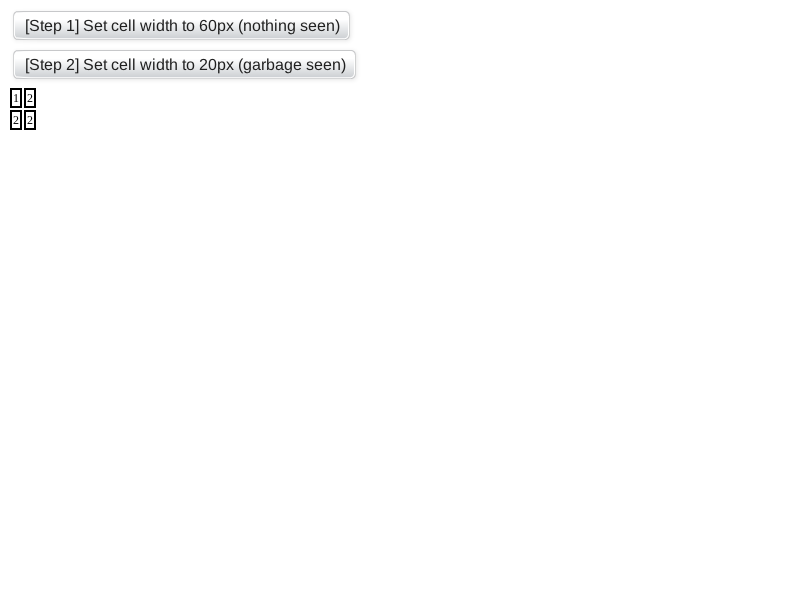 [Step 1] Set cell width to 60px (nothing seen)
[Step 2] Set cell width to 20px (garbage seen)
1 2
2 2